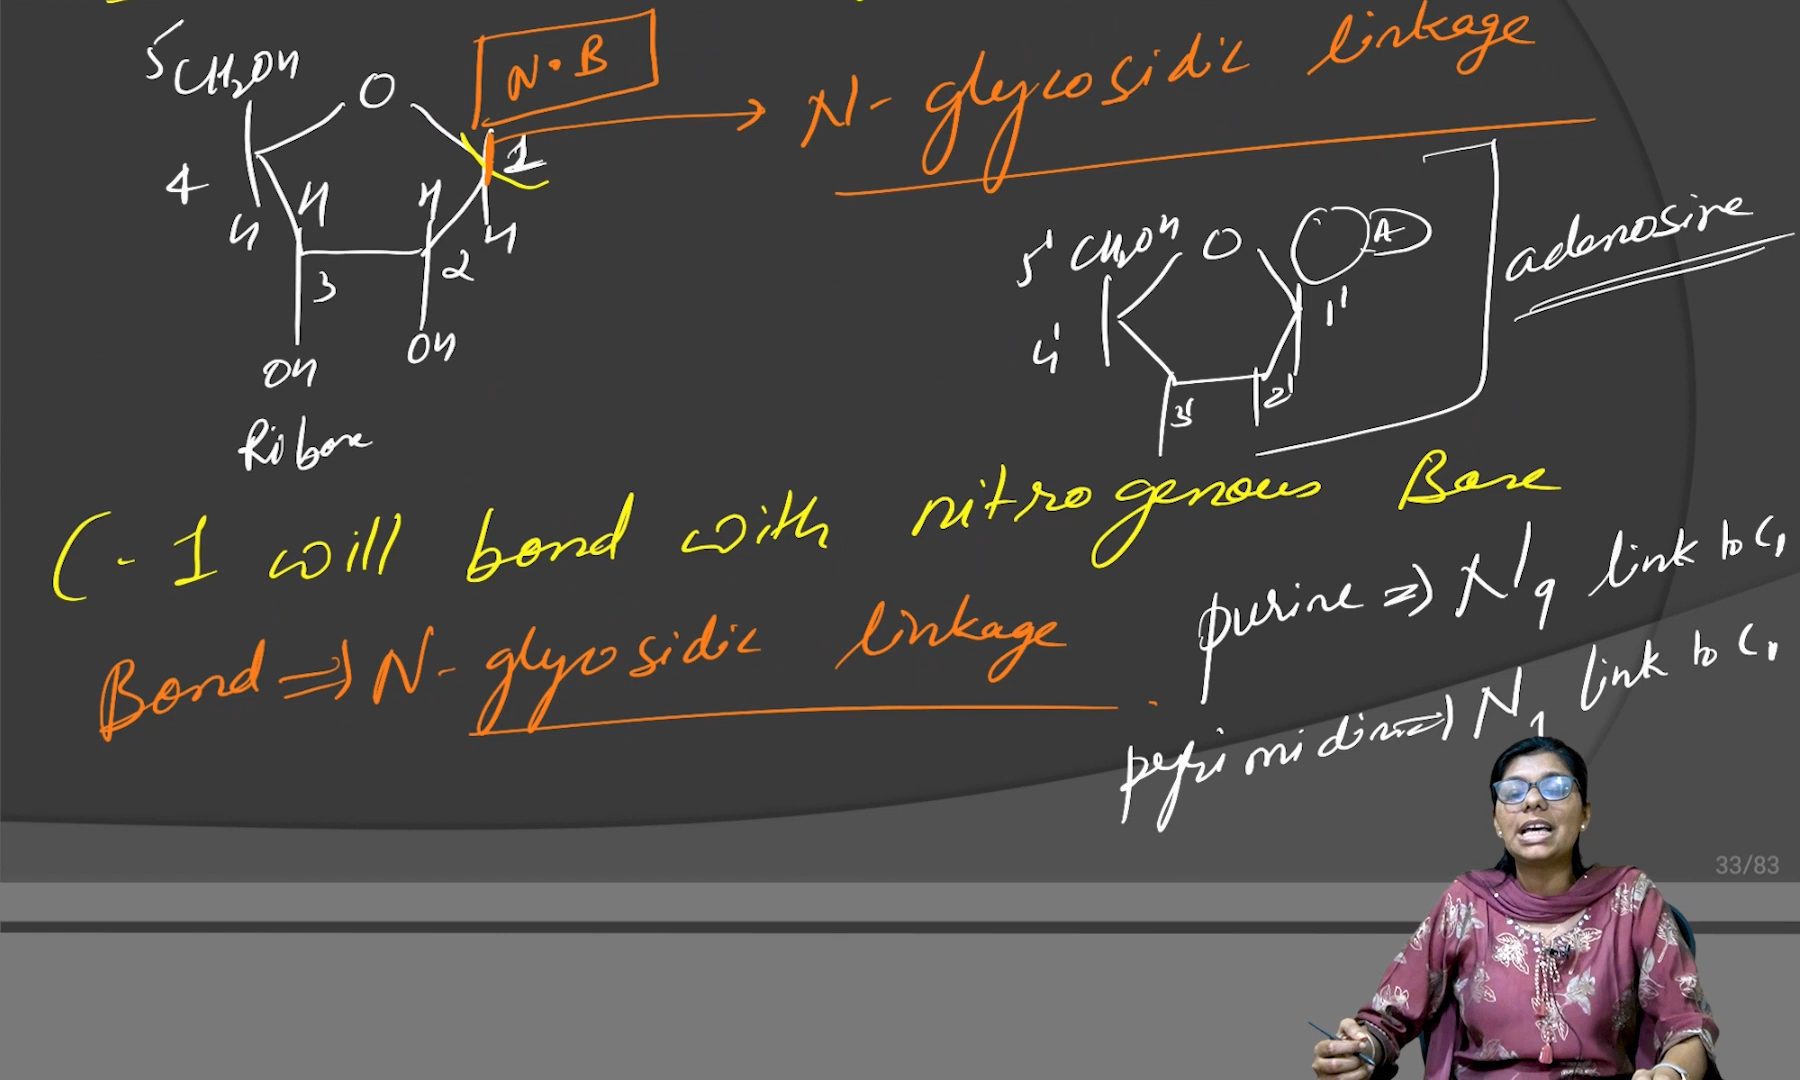 5 CH2OH
O
N·B
N-glycosidic linkage
4
1
H
H
H
H
3
2
OH
OH
Ribose
5' CH2OH
O
A
1'
4'
3'
2'
adenosine
C-1 will bond with nitrogenous Base
Bond => N-glycosidic linkage
purine => N9 link to C1
pyrimidine => N1 link to C1
33/83